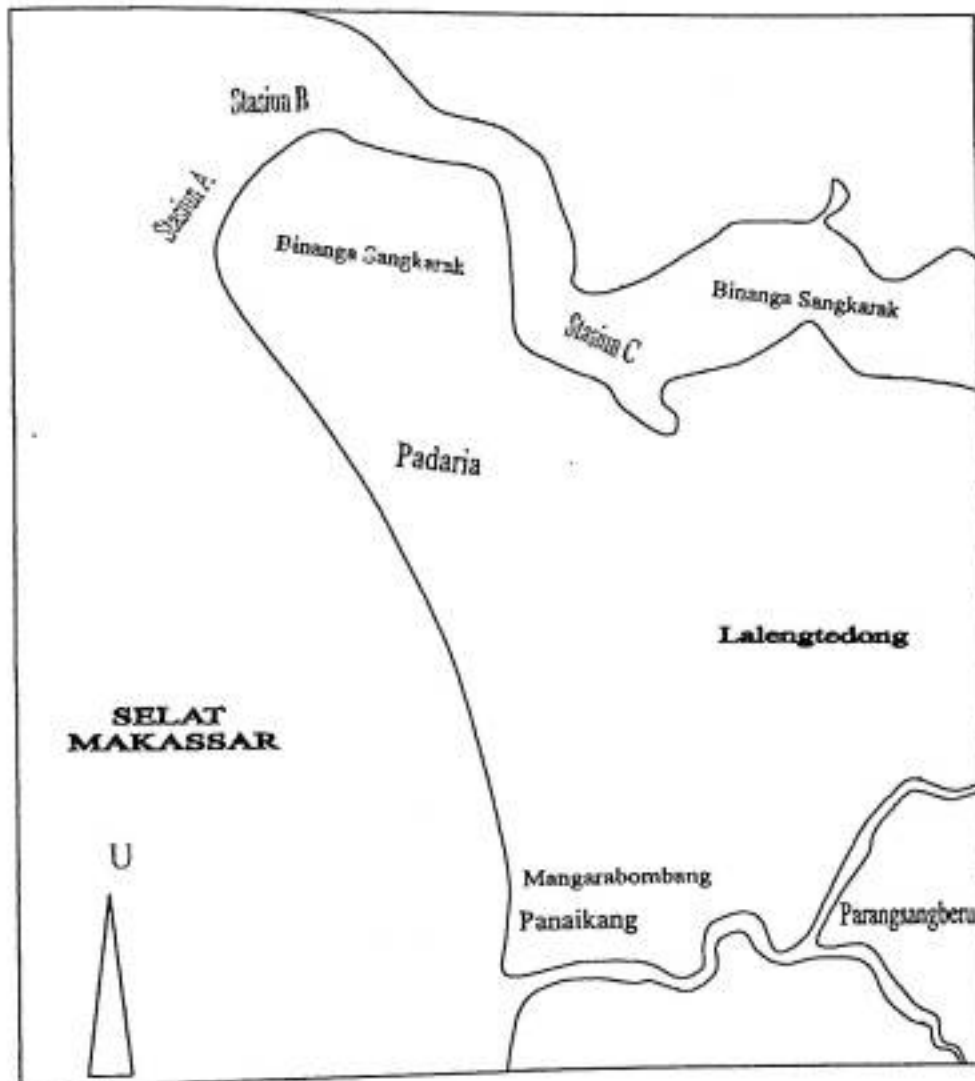 Stasiun B
Stasiun A
Binanga Sangkarak
Binanga Sangkarak
Stasiun C
Padaria
Lalengtedong
SELAT
MAKASSAR
U
Mangarabombang
Panaikang
Parangsangberu